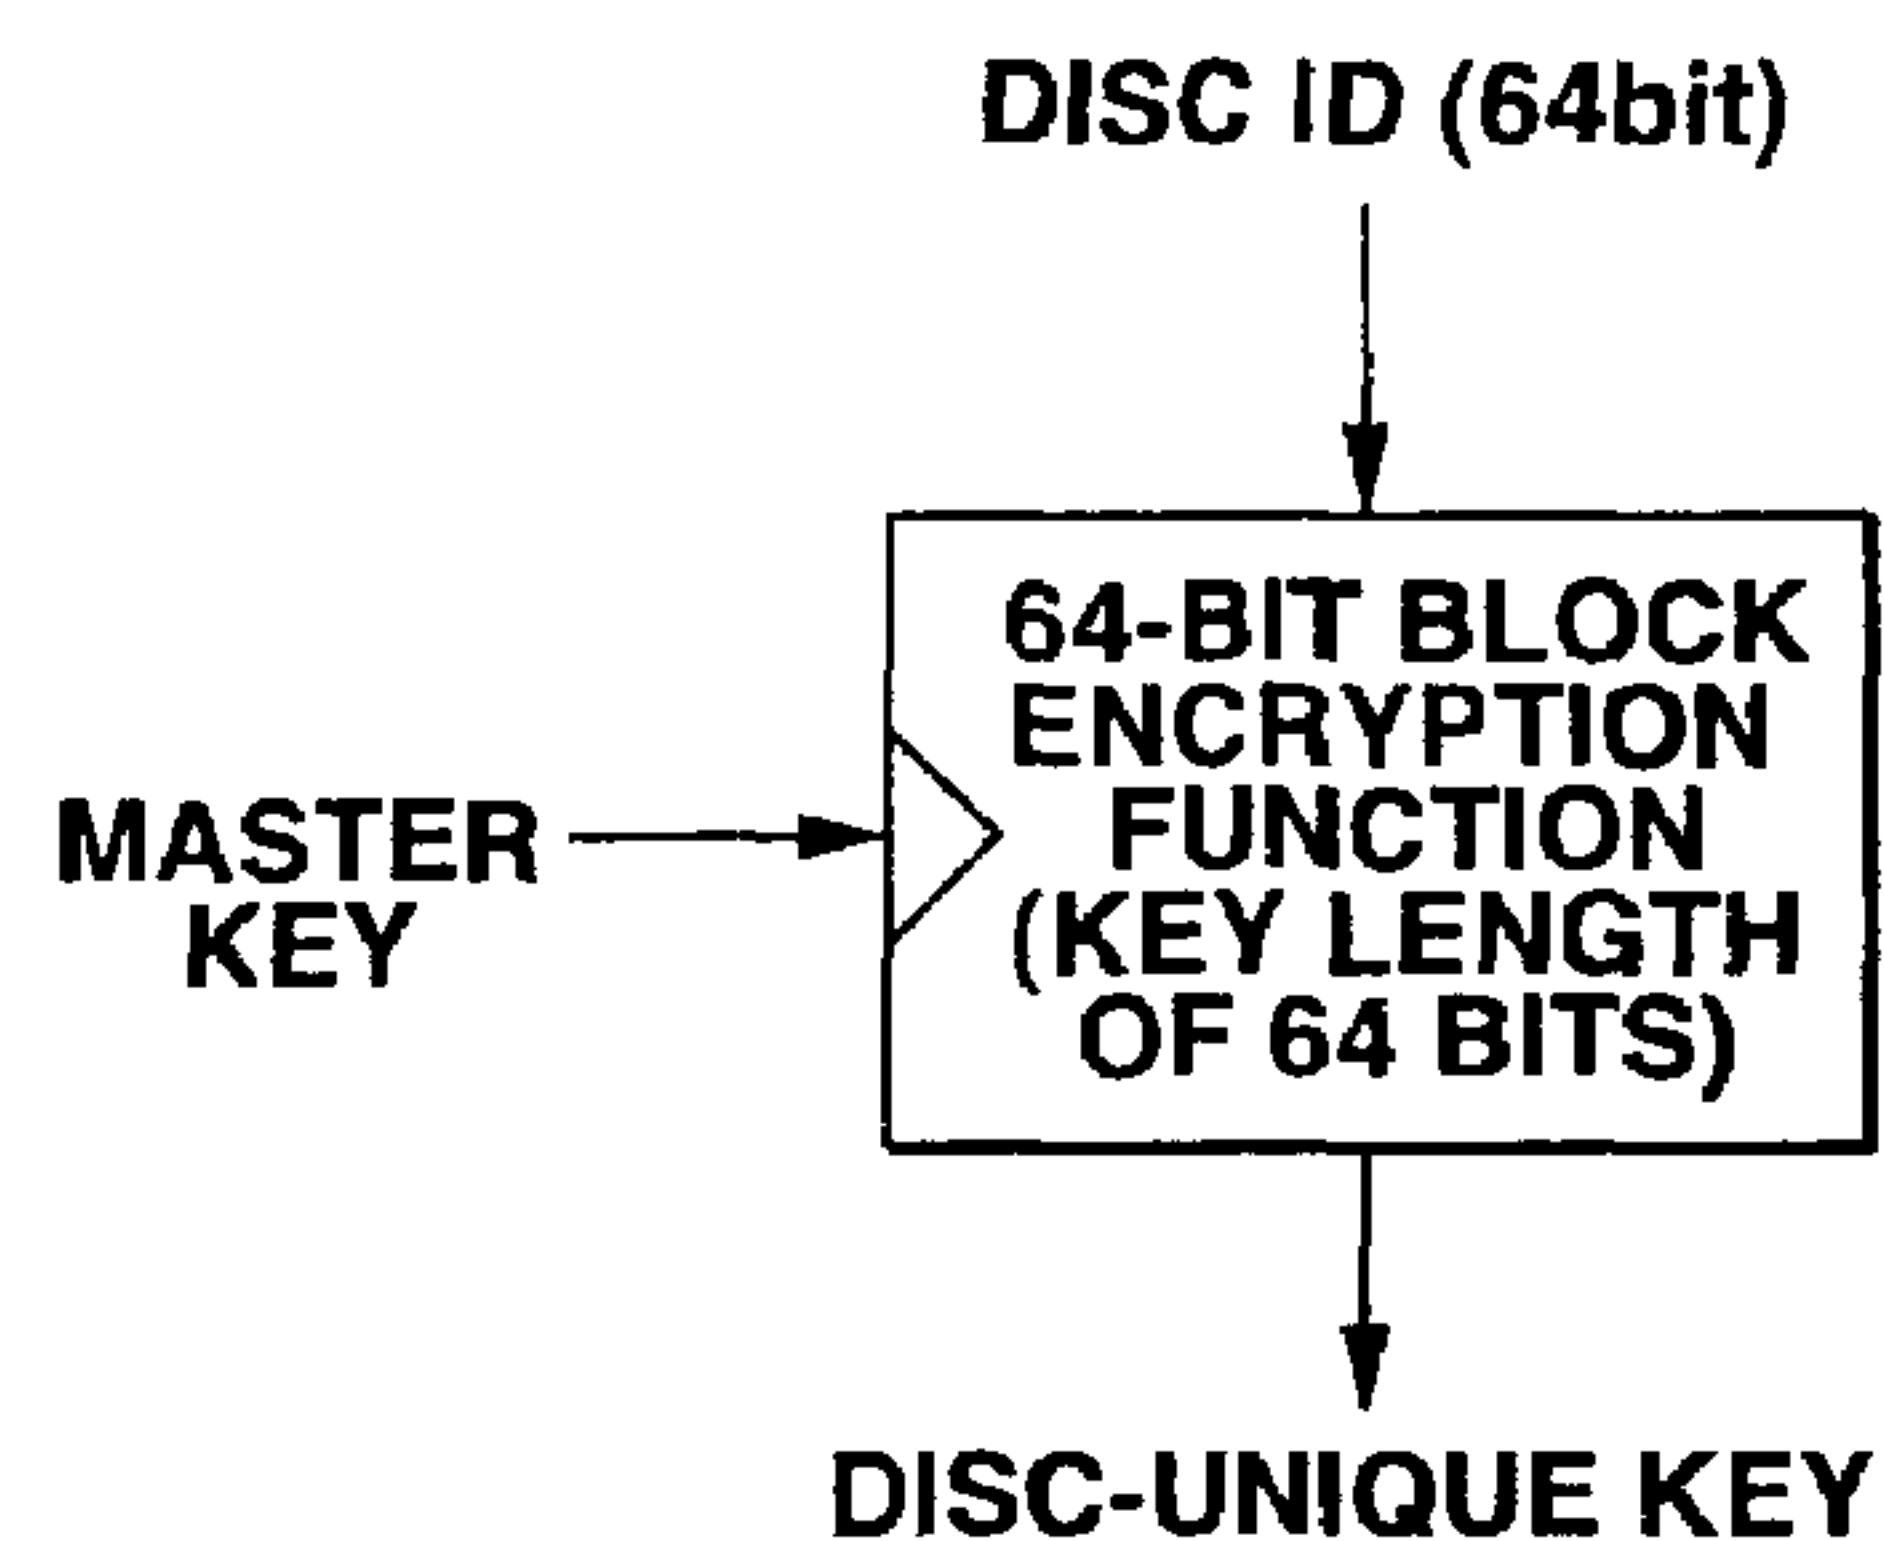 DISC ID (64bit)
64-BIT BLOCK
ENCRYPTION
FUNCTION
(KEY LENGTH
OF 64 BITS)
MASTER
KEY
DISC-UNIQUE KEY